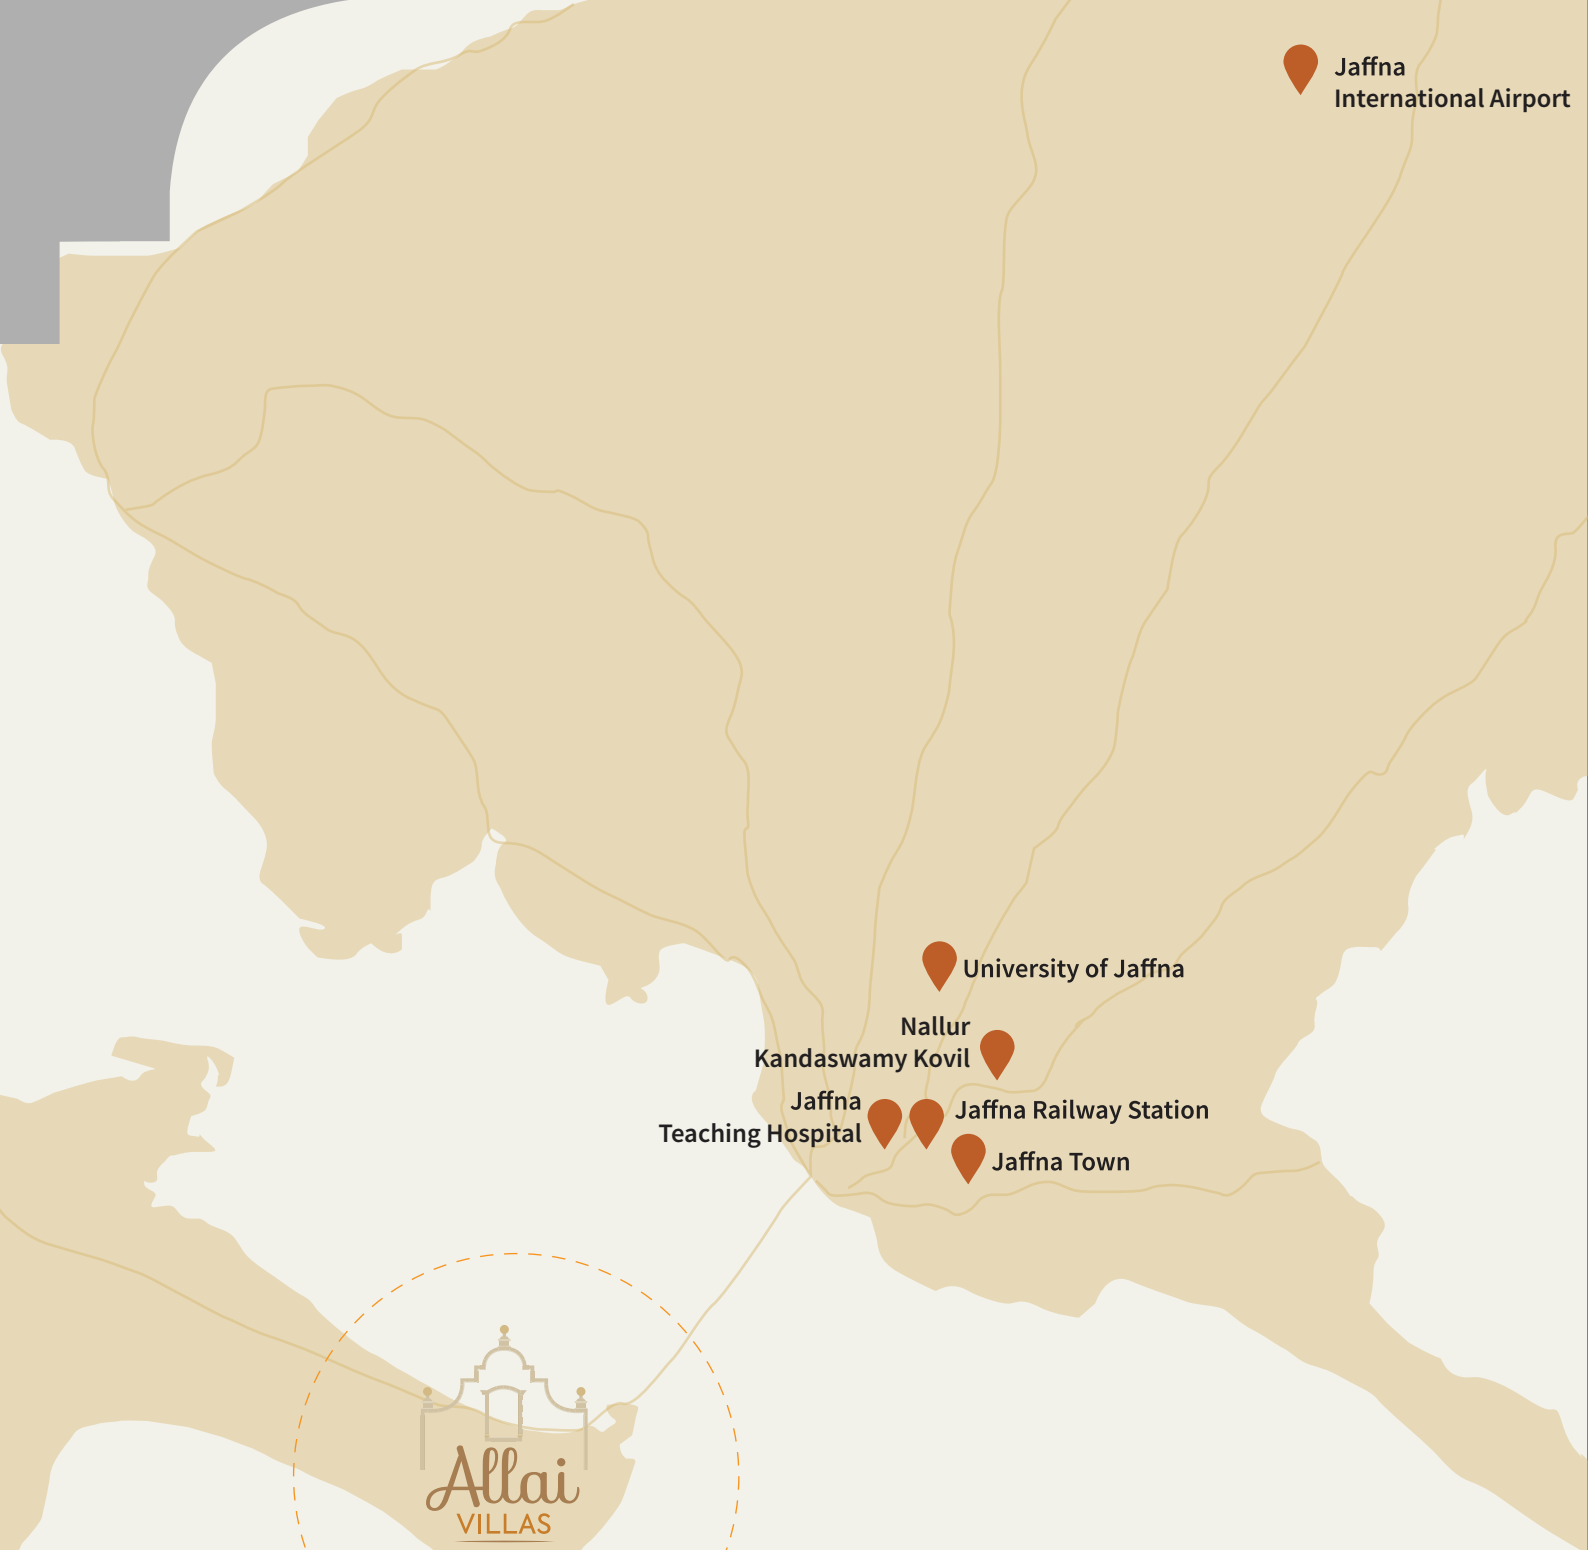 Jaffna
International Airport
University of Jaffna
Nallur
Kandaswamy Kovil
Jaffna
Teaching Hospital
Jaffna Railway Station
Jaffna Town
Allai
VILLAS